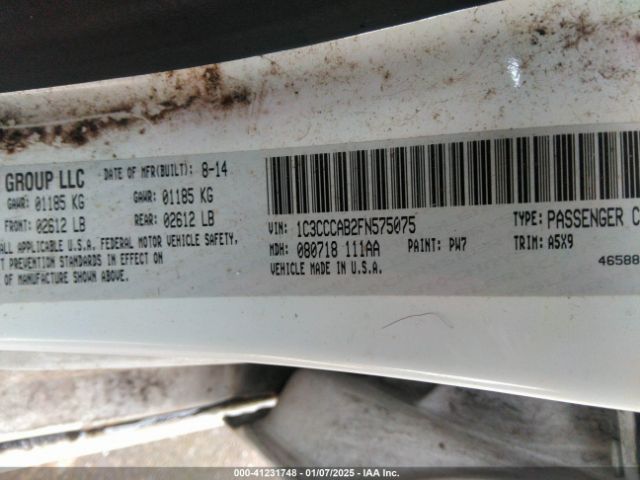 GROUP LLC DATE OF MFR(BUILT): 8-14
GAWR: 01185 KG GAWR: 01185 KG
FRONT: 02612 LB REAR: 02612 LB
ALL APPLICABLE U.S.A. FEDERAL MOTOR VEHICLE SAFETY,
T PREVENTION STANDARDS IN EFFECT ON
OF MANUFACTURE SHOWN ABOVE.
VIN: 1C3CCCAB2FN575075 TYPE: PASSENGER C
MDH: 080718 111AA PAINT: PW7 TRIM: A5X9
VEHICLE MADE IN U.S.A. 46588
000-41231748 | 01/07/2025 | IAA Inc.